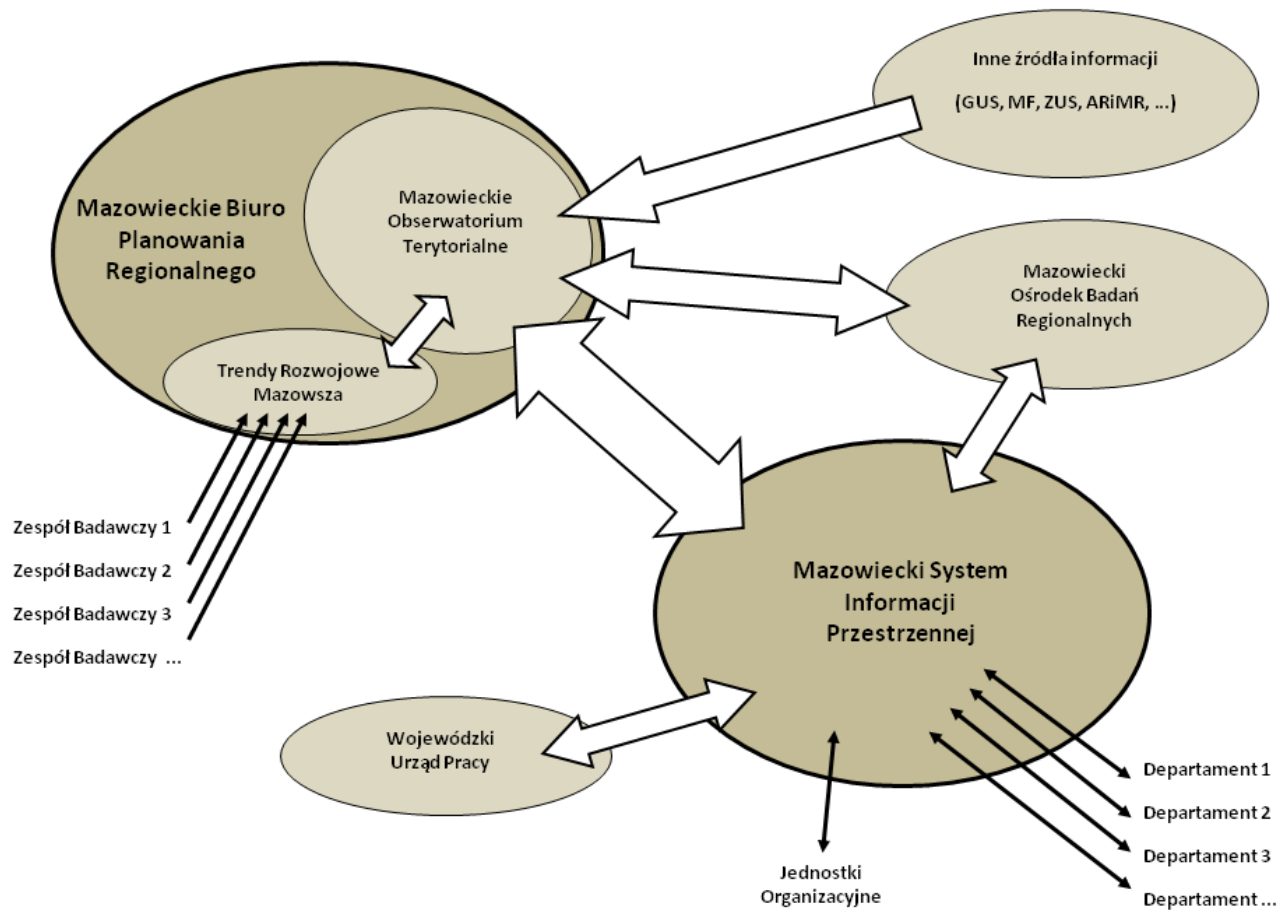 Inne źródła informacji
(GUS, MF, ZUS, ARiMR, ...)
Mazowieckie Biuro
Planowania
Regionalnego
Mazowieckie
Obserwatorium
Terytorialne
Mazowiecki
Ośrodek Badań
Regionalnych
Trendy Rozwojowe
Mazowsza
Zespół Badawczy 1
Zespół Badawczy 2
Zespół Badawczy 3
Zespół Badawczy ...
Mazowiecki System
Informacji
Przestrzennej
Wojewódzki
Urząd Pracy
Jednostki
Organizacyjne
Departament 1
Departament 2
Departament 3
Departament ...